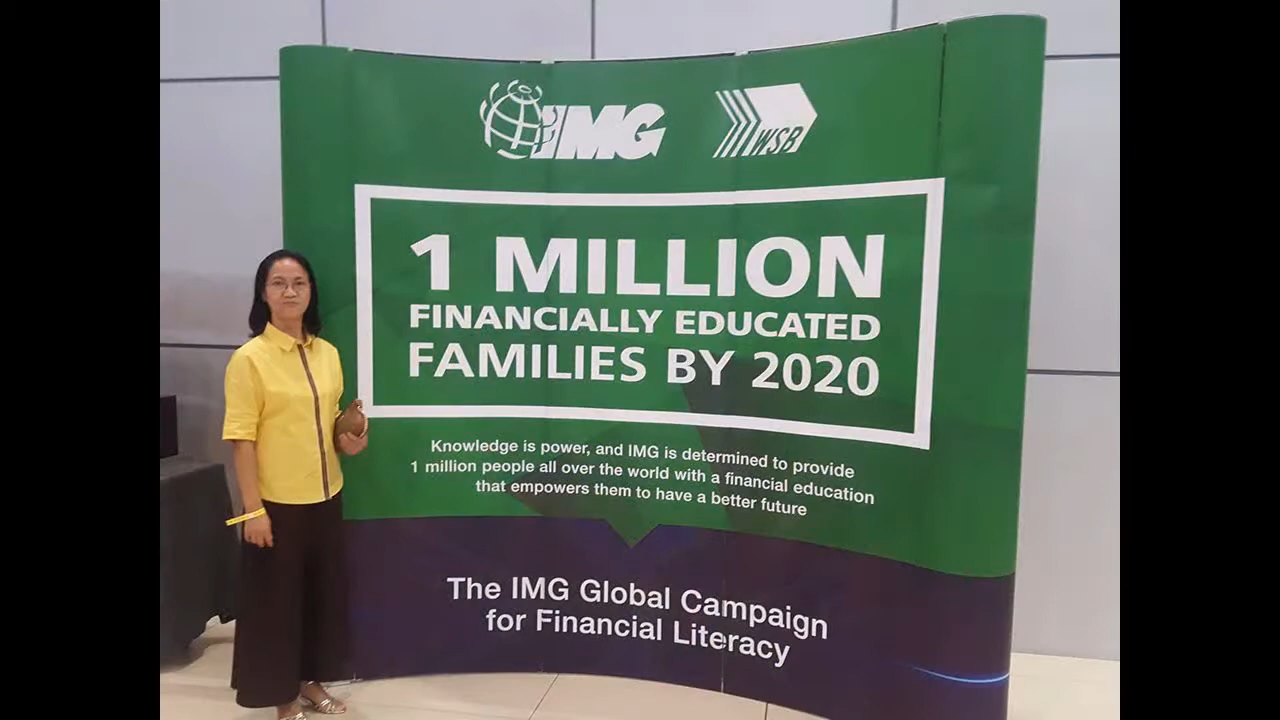 IMG
WSB
1 MILLION
FINANCIALLY EDUCATED
FAMILIES BY 2020
Knowledge is power, and IMG is determined to provide
1 million people all over the world with a financial education
that empowers them to have a better future
The IMG Global Campaign
for Financial Literacy